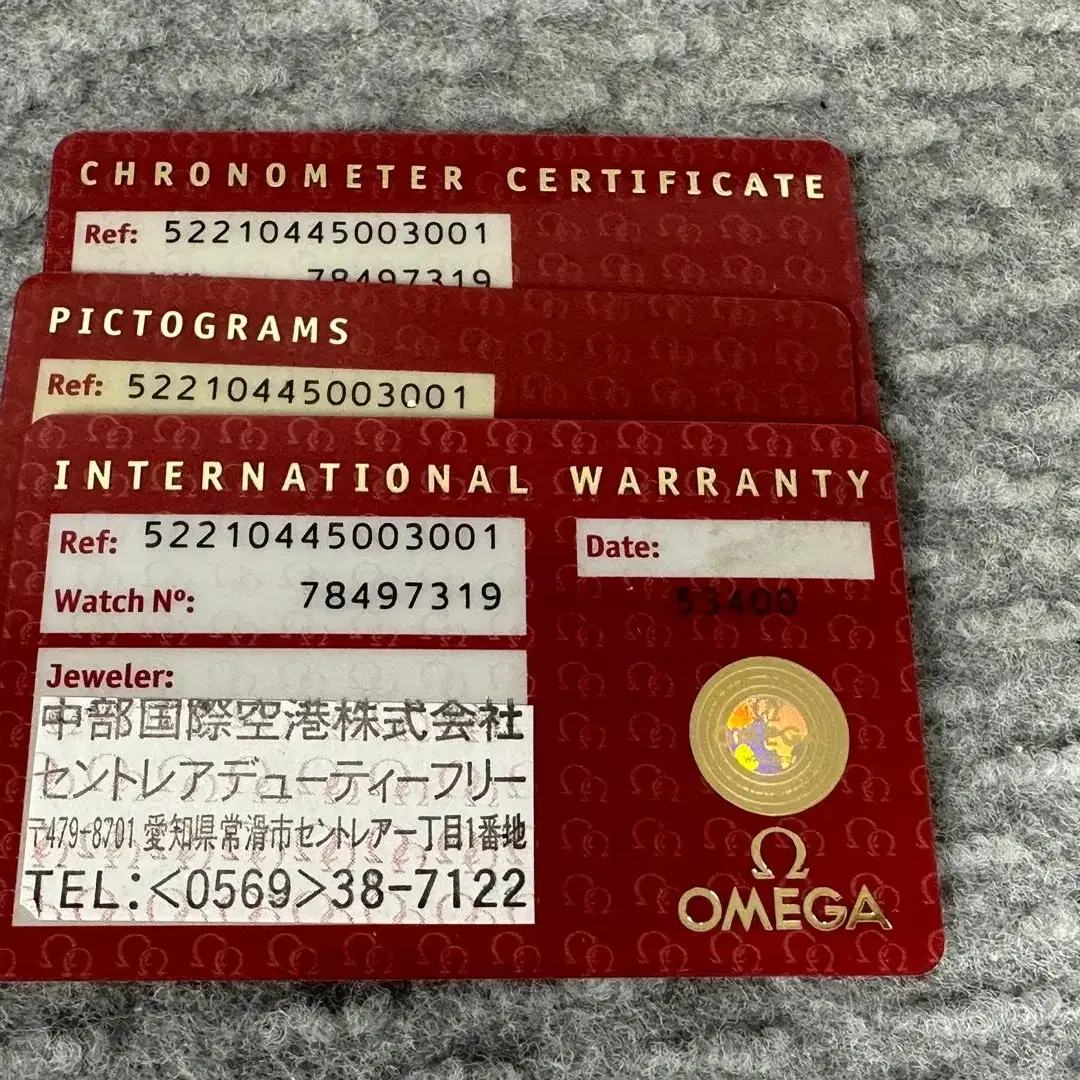 CHRONOMETER CERTIFICATE
Ref: 52210445003001
78497319
PICTOGRAMS
Ref: 52210445003001
INTERNATIONAL WARRANTY
Ref: 52210445003001
Date:
Watch Nº: 78497319
53400
Jeweler:
中部国際空港株式会社
セントレアデューティーフリー
〒479-8701 愛知県常滑市セントレア一丁目1番地
TEL:<0569>38-7122
Ω
OMEGA